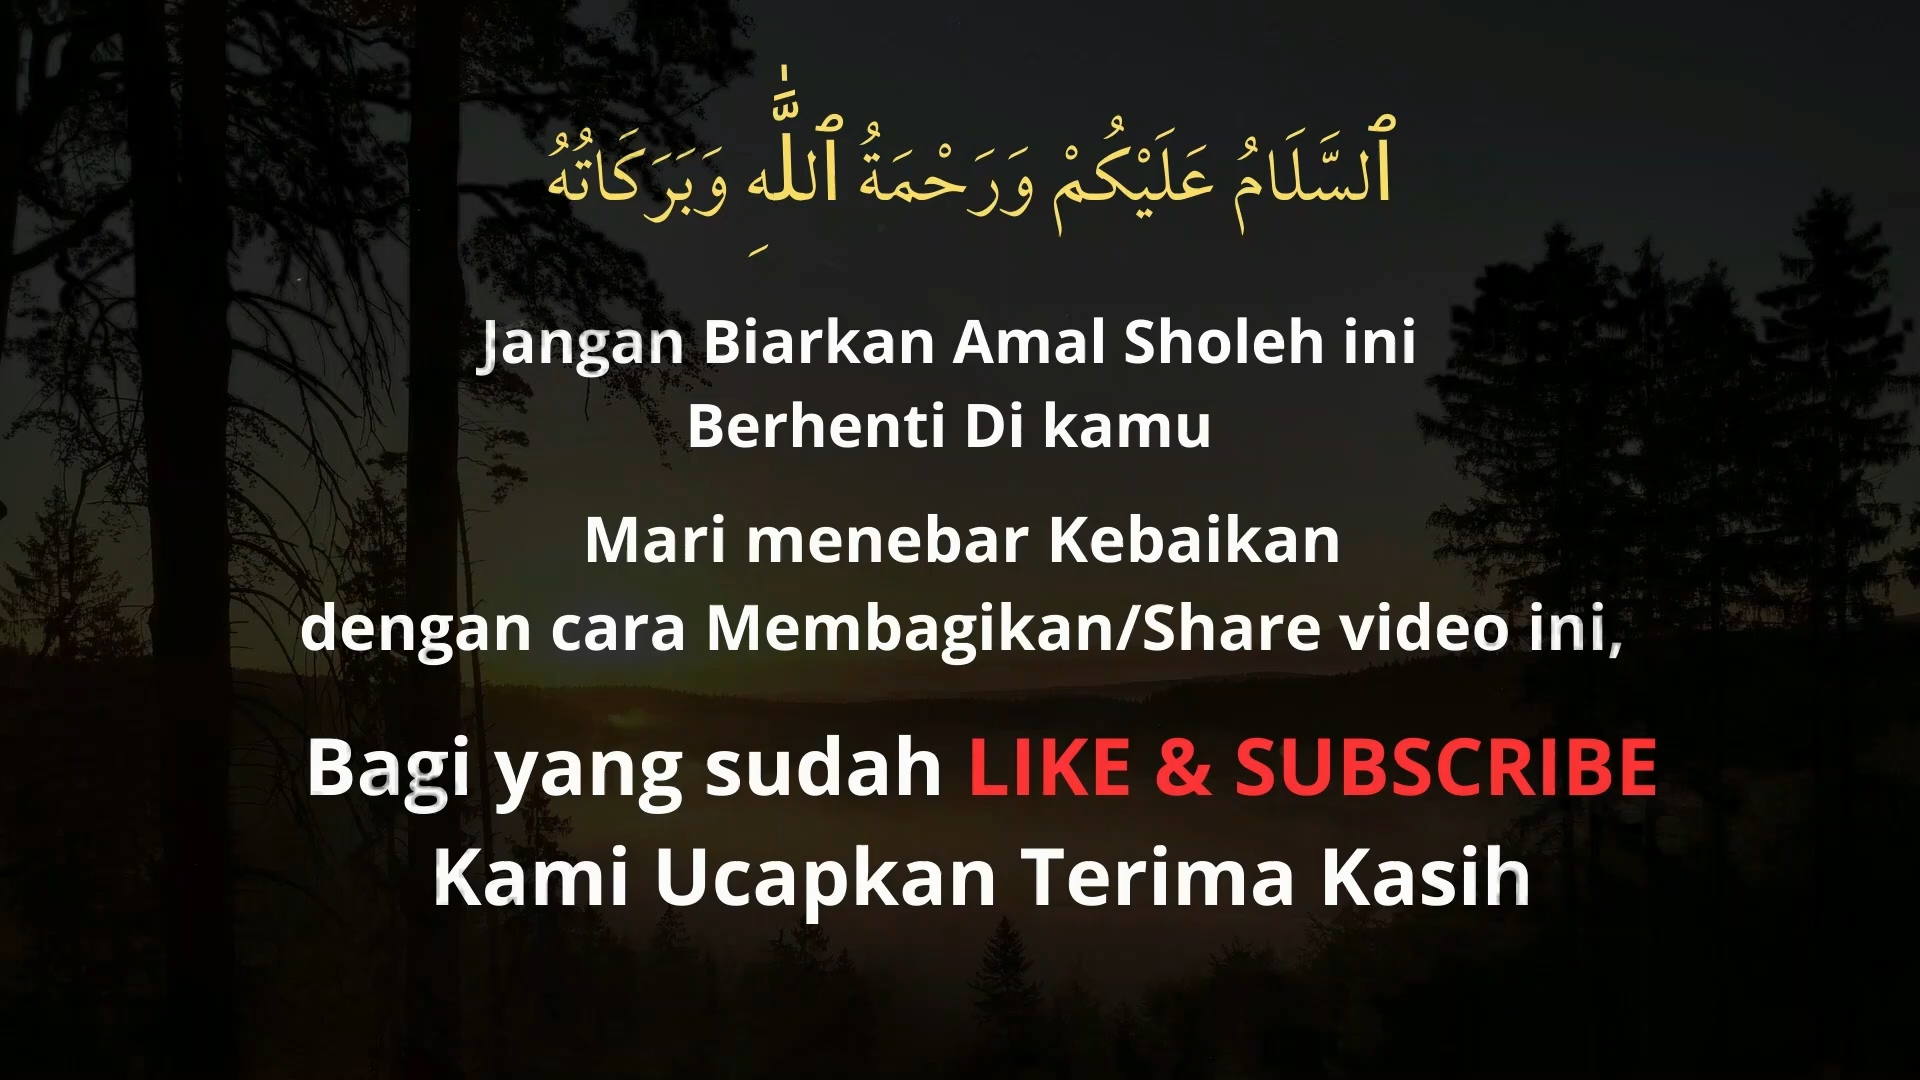 ٱلسَّلَامُ عَلَيْكُمْ وَرَحْمَةُ ٱللَّٰهِ وَبَرَكَاتُهُ
Jangan Biarkan Amal Sholeh ini
Berhenti Di kamu
Mari menebar Kebaikan
dengan cara Membagikan/Share video ini,
Bagi yang sudah LIKE & SUBSCRIBE
Kami Ucapkan Terima Kasih